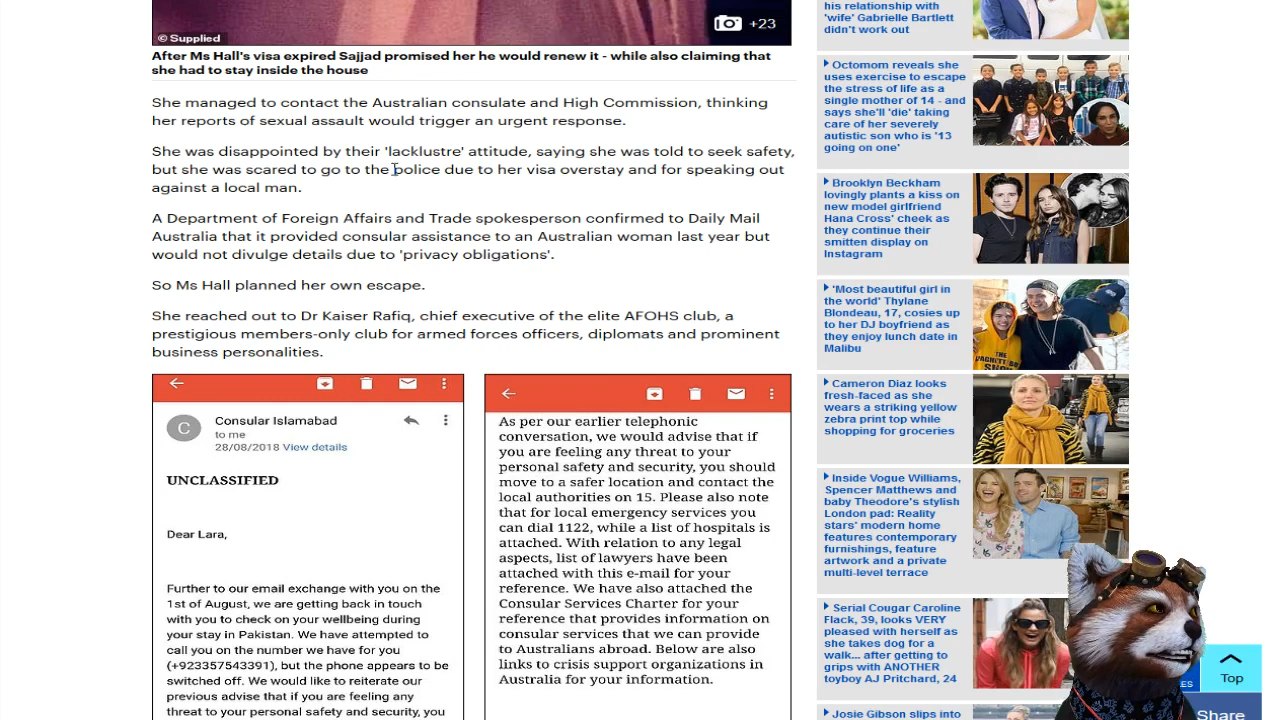 +23
© Supplied
After Ms Hall's visa expired Sajjad promised her he would renew it - while also claiming that
she had to stay inside the house
She managed to contact the Australian consulate and High Commission, thinking
her reports of sexual assault would trigger an urgent response.
She was disappointed by their 'lacklustre' attitude, saying she was told to seek safety,
but she was scared to go to the police due to her visa overstay and for speaking out
against a local man.
A Department of Foreign Affairs and Trade spokesperson confirmed to Daily Mail
Australia that it provided consular assistance to an Australian woman last year but
would not divulge details due to 'privacy obligations'.
So Ms Hall planned her own escape.
She reached out to Dr Kaiser Rafiq, chief executive of the elite AFOHS club, a
prestigious members-only club for armed forces officers, diplomats and prominent
business personalities.
C
Consular Islamabad
to me
28/08/2018 View details
UNCLASSIFIED
Dear Lara,
Further to our email exchange with you on the
1st of August, we are getting back in touch
with you to check on your wellbeing during
your stay in Pakistan. We have attempted to
call you on the number we have for you
(+923357543391), but the phone appears to be
switched off. We would like to reiterate our
previous advise that if you are feeling any
threat to your personal safety and security, you
As per our earlier telephonic
conversation, we would advise that if
you are feeling any threat to your
personal safety and security, you should
move to a safer location and contact the
local authorities on 15. Please also note
that for local emergency services you
can dial 1122, while a list of hospitals is
attached. With relation to any legal
aspects, list of lawyers have been
attached with this e-mail for your
reference. We have also attached the
Consular Services Charter for your
reference that provides information on
consular services that we can provide
to Australians abroad. Below are also
links to crisis support organizations in
Australia for your information.
his relationship with
'wife' Gabrielle Bartlett
didn't work out
Octomom reveals she
uses exercise to escape
the stress of life as a
single mother of 14 - and
says she'll 'die' taking
care of her severely
autistic son who is '13
going on one'
Brooklyn Beckham
lovingly plants a kiss on
new model girlfriend
Hana Cross' cheek as
they continue their
smitten display on
Instagram
'Most beautiful girl in
the world' Thylane
Blondeau, 17, cosies up
to her DJ boyfriend as
they enjoy lunch date in
Malibu
Cameron Diaz looks
fresh-faced as she
wears a striking yellow
zebra print top while
shopping for groceries
Inside Vogue Williams,
Spencer Matthews and
baby Theodore's stylish
London pad: Reality
stars' modern home
features contemporary
furnishings, feature
artwork and a private
multi-level terrace
Serial Cougar Caroline
Flack, 39, looks VERY
pleased with herself as
she takes dog for a
walk... after getting to
grips with ANOTHER
toyboy AJ Pritchard, 24
Josie Gibson slips into
Top
Share